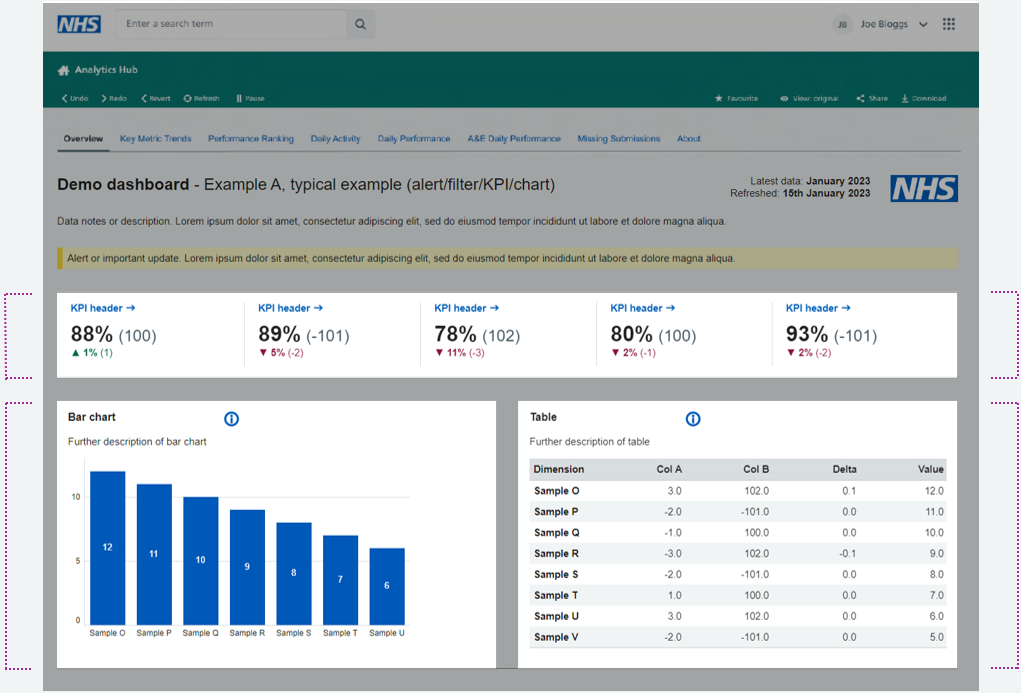 NHS Enter a search term JB Joe Bloggs
Analytics Hub
Undo Redo Revert Refresh Pause Favourite View: original Share Download
Overview Key Metric Trends Performance Ranking Daily Activity Daily Performance A&E Daily Performance Missing Submissions About
Demo dashboard - Example A, typical example (alert/filter/KPI/chart)
Latest data: January 2023
Refreshed: 15th January 2023
NHS
Data notes or description. Lorem ipsum dolor sit amet, consectetur adipiscing elit, sed do eiusmod tempor incididunt ut labore et dolore magna aliqua.
Alert or important update. Lorem ipsum dolor sit amet, consectetur adipiscing elit, sed do eiusmod tempor incididunt ut labore et dolore magna aliqua.
KPI header → KPI header → KPI header → KPI header → KPI header →
88% (100) 89% (-101) 78% (102) 80% (100) 93% (-101)
▲ 1% (1) ▼ 5% (-2) ▼ 11% (-3) ▼ 2% (-1) ▼ 2% (-2)
Bar chart
Further description of bar chart
10
5
0
12 11 10 9 8 7 6
Sample O Sample P Sample Q Sample R Sample S Sample T Sample U
Table
Further description of table
Dimension Col A Col B Delta Value
Sample O 3.0 102.0 0.1 12.0
Sample P -2.0 -101.0 0.0 11.0
Sample Q -1.0 100.0 0.0 10.0
Sample R -3.0 102.0 -0.1 9.0
Sample S -2.0 -101.0 0.0 8.0
Sample T 1.0 100.0 0.0 7.0
Sample U 3.0 102.0 0.0 6.0
Sample V -2.0 -101.0 0.0 5.0